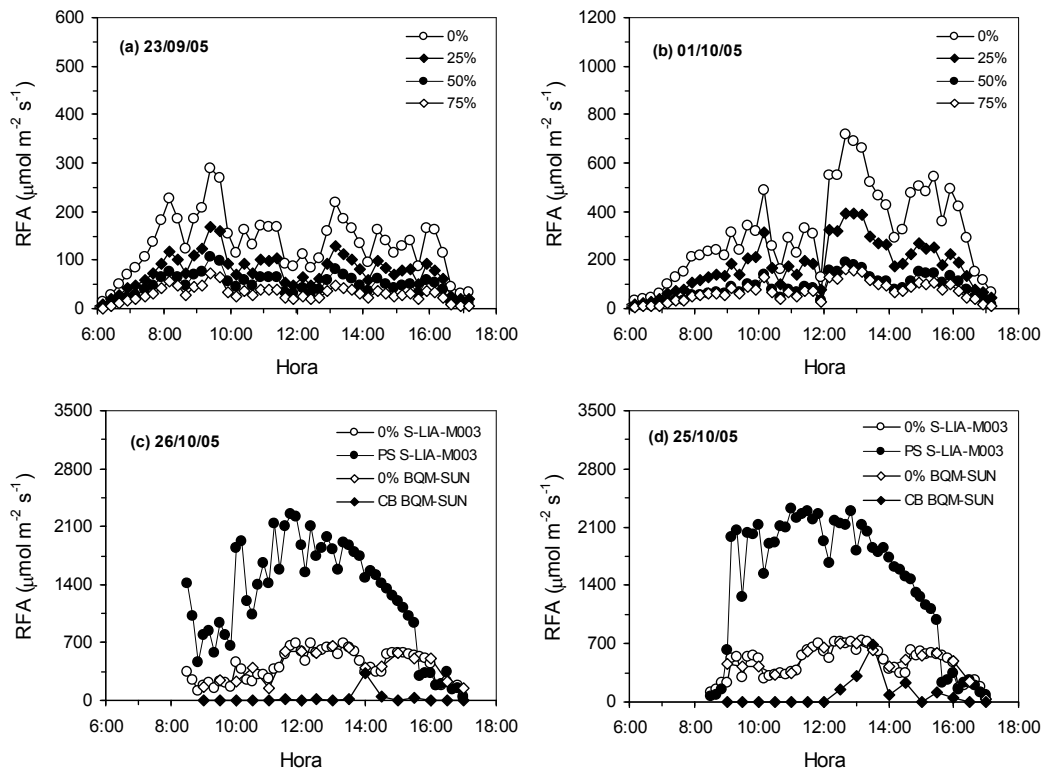 (a) 23/09/05
0%
25%
50%
75%
RFA (μmol m⁻² s⁻¹)
600
500
400
300
200
100
0
6:00 8:00 10:00 12:00 14:00 16:00 18:00
Hora
(b) 01/10/05
0%
25%
50%
75%
RFA (μmol m⁻² s⁻¹)
1200
1000
800
600
400
200
0
6:00 8:00 10:00 12:00 14:00 16:00 18:00
Hora
(c) 26/10/05
0% S-LIA-M003
PS S-LIA-M003
0% BQM-SUN
CB BQM-SUN
RFA (μmol m⁻² s⁻¹)
3500
2800
2100
1400
700
0
6:00 8:00 10:00 12:00 14:00 16:00 18:00
Hora
(d) 25/10/05
0% S-LIA-M003
PS S-LIA-M003
0% BQM-SUN
CB BQM-SUN
RFA (μmol m⁻² s⁻¹)
3500
2800
2100
1400
700
0
6:00 8:00 10:00 12:00 14:00 16:00 18:00
Hora